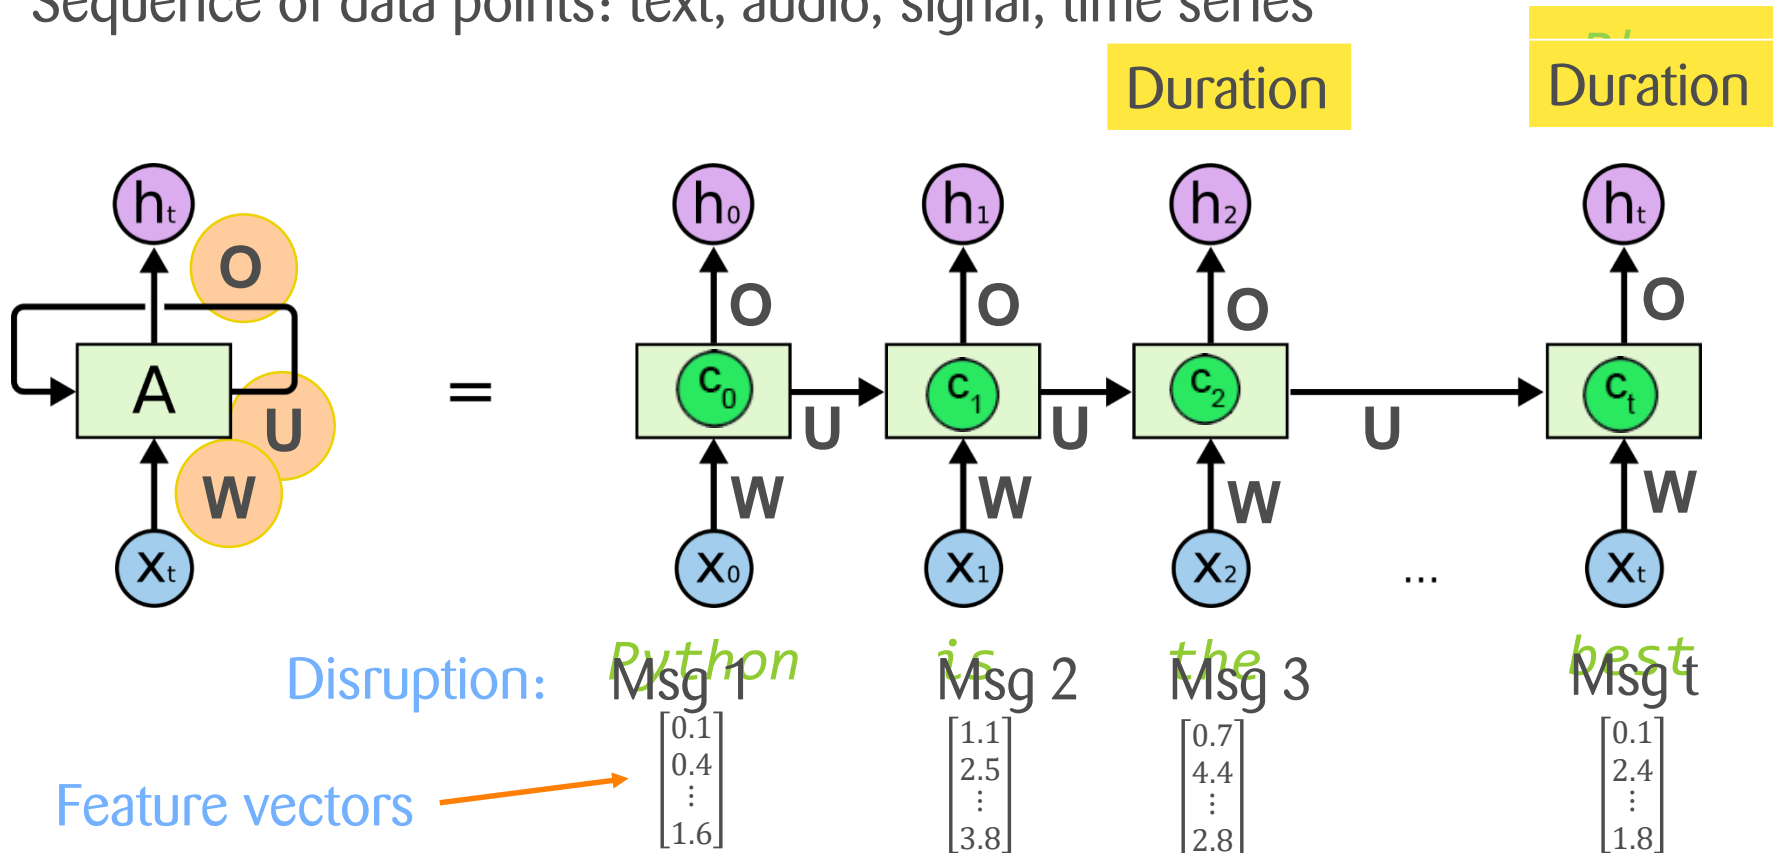 Sequence of data points: text, audio, signal, time series
Duration
Duration
hₜ
h₀
h₁
h₂
hₜ
O
O
O
O
O
A
=
c₀
c₁
c₂
cₜ
U
U
U
U
W
W
W
W
W
xₜ
x₀
x₁
x₂
...
xₜ
Python
is
the
best
Disruption:
Msg 1
Msg 2
Msg 3
Msg t
0.1
0.4
⋮
1.6
1.1
2.5
⋮
3.8
0.7
4.4
⋮
2.8
0.1
2.4
⋮
1.8
Feature vectors